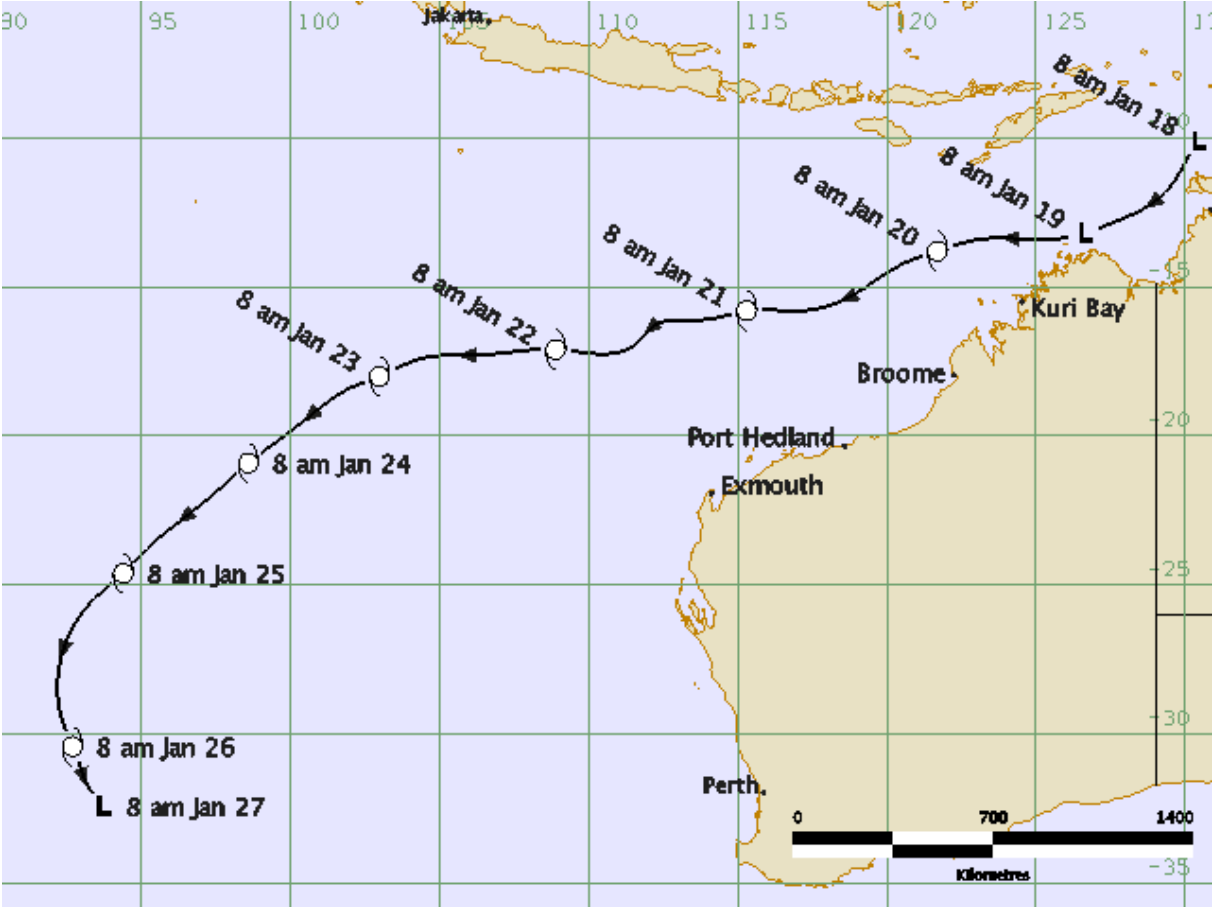 90 95 100 105 110 115 120 125 13
Jakarta
8 am Jan 18
-10
L
8 am Jan 19
L
8 am Jan 20
8 am Jan 21
-15
Kuri Bay
8 am Jan 22
8 am Jan 23
Broome
-20
Port Hedland
8 am Jan 24
Exmouth
-25
8 am Jan 25
-30
8 am Jan 26
Perth
L 8 am Jan 27
0 700 1400
-35
Kilometres